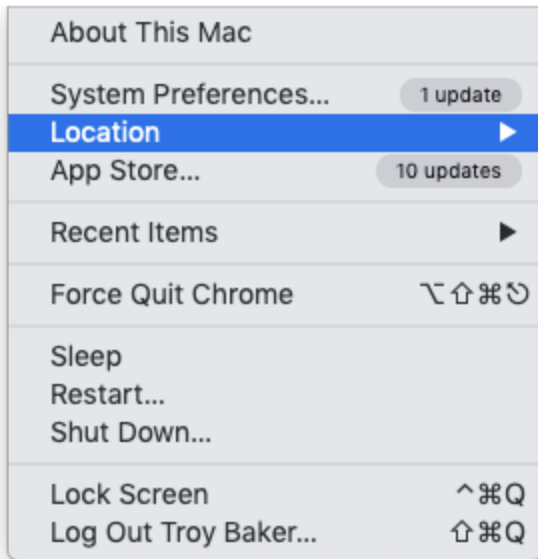 About This Mac
System Preferences... 1 update
Location ▶
App Store... 10 updates
Recent Items ▶
Force Quit Chrome ⌥⇧⌘⎋
Sleep
Restart...
Shut Down...
Lock Screen ^⌘Q
Log Out Troy Baker... ⇧⌘Q